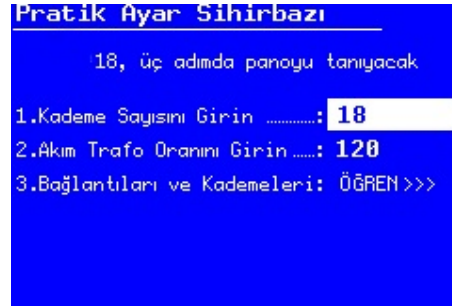 Pratik Ayar Sihirbazı
18, üç adımda panoyu tanıyacak
1.Kademe Sayısını Girin ............: 18
2.Akım Trafo Oranını Girin .....: 120
3.Bağlantıları ve Kademeleri: ÖĞREN >>>